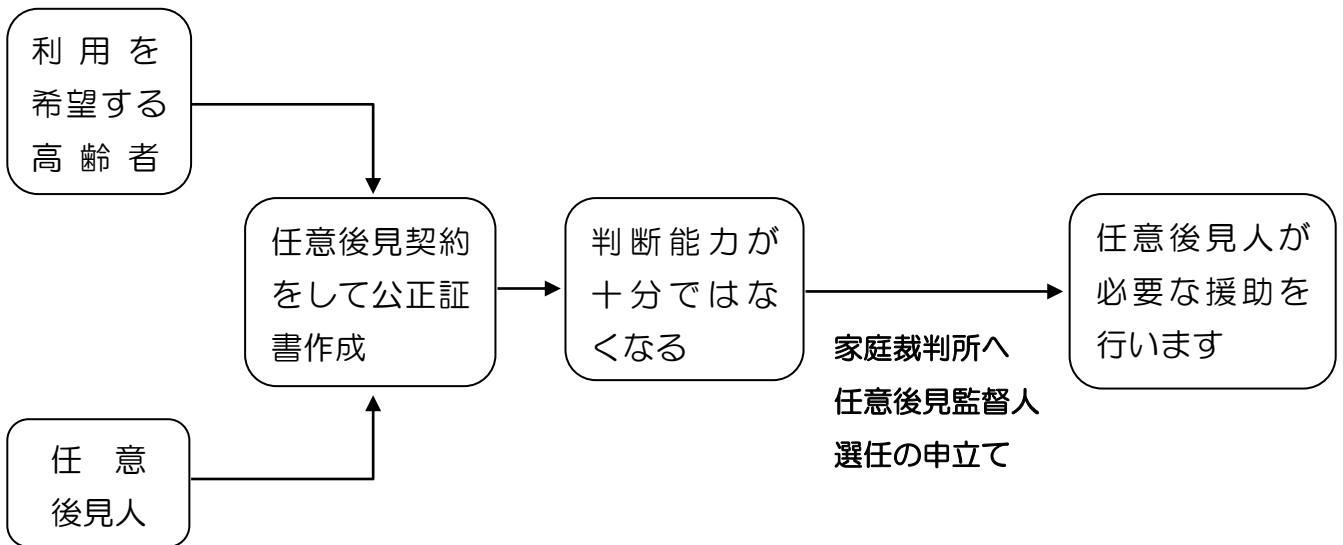 利用を
希望する
高齢者
任意
後見人
任意後見契約
をして公正証
書作成
判断能力が
十分ではな
くなる
家庭裁判所へ
任意後見監督人
選任の申立て
任意後見人が
必要な援助を
行います